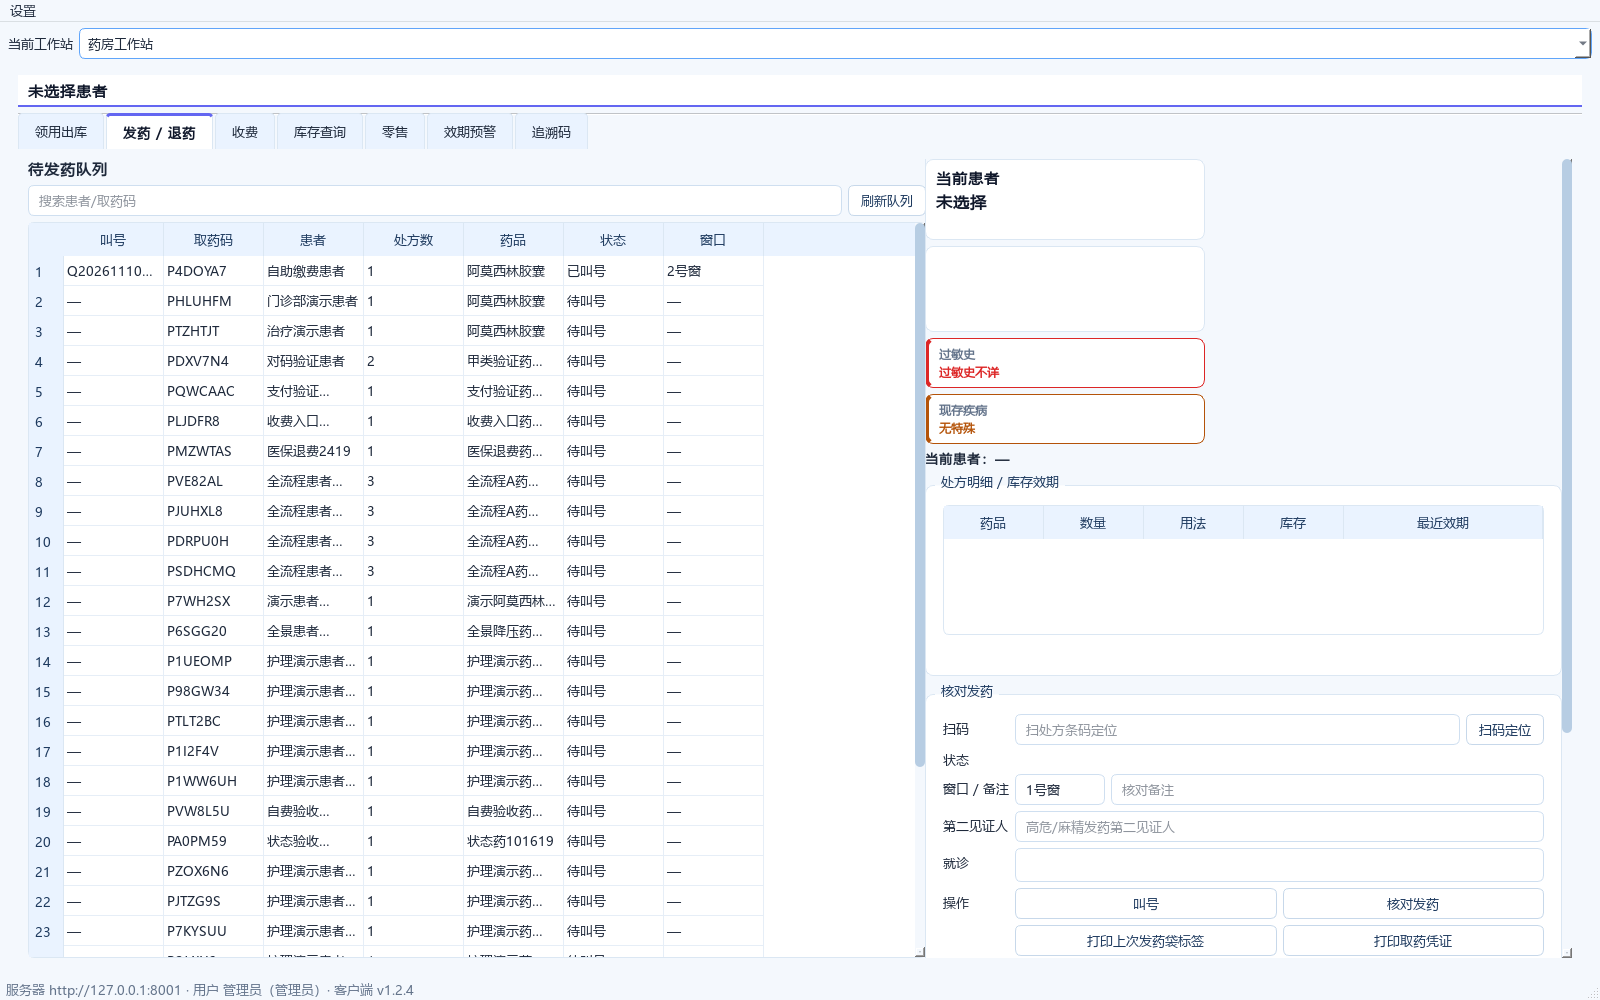 设置
当前工作站 药房工作站
未选择患者
领用出库 发药 / 退药 收费 库存查询 零售 效期预警 追溯码
待发药队列
搜索患者/取药码 刷新队列
叫号 取药码 患者 处方数 药品 状态 窗口
1 Q20261110... P4DOYA7 自助缴费患者 1 阿莫西林胶囊 已叫号 2号窗
2 — PHLUHFM 门诊部演示患者 1 阿莫西林胶囊 待叫号 —
3 — PTZHTJT 治疗演示患者 1 阿莫西林胶囊 待叫号 —
4 — PDXV7N4 对码验证患者 2 甲类验证药... 待叫号 —
5 — PQWCAAC 支付验证... 1 支付验证药... 待叫号 —
6 — PLJDFR8 收费入口... 1 收费入口药... 待叫号 —
7 — PMZWTAS 医保退费2419 1 医保退费药... 待叫号 —
8 — PVE82AL 全流程患者... 3 全流程A药... 待叫号 —
9 — PJUHXL8 全流程患者... 3 全流程A药... 待叫号 —
10 — PDRPU0H 全流程患者... 3 全流程A药... 待叫号 —
11 — PSDHCMQ 全流程患者... 3 全流程A药... 待叫号 —
12 — P7WH2SX 演示患者... 1 演示阿莫西林... 待叫号 —
13 — P6SGG20 全景患者... 1 全景降压药... 待叫号 —
14 — P1UEOMP 护理演示患者... 1 护理演示药... 待叫号 —
15 — P98GW34 护理演示患者... 1 护理演示药... 待叫号 —
16 — PTLT2BC 护理演示患者... 1 护理演示药... 待叫号 —
17 — P1I2F4V 护理演示患者... 1 护理演示药... 待叫号 —
18 — P1WW6UH 护理演示患者... 1 护理演示药... 待叫号 —
19 — PVW8L5U 自费验收... 1 自费验收药... 待叫号 —
20 — PA0PM59 状态验收... 1 状态药101619 待叫号 —
21 — PZOX6N6 护理演示患者... 1 护理演示药... 待叫号 —
22 — PJTZG9S 护理演示患者... 1 护理演示药... 待叫号 —
23 — P7KYSUU 护理演示患者... 1 护理演示药... 待叫号 —
当前患者
未选择
过敏史
过敏史不详
现存疾病
无特殊
当前患者：—
处方明细 / 库存效期
药品 数量 用法 库存 最近效期
核对发药
扫码 扫处方条码定位 扫码定位
状态
窗口 / 备注 1号窗 核对备注
第二见证人 高危/麻精发药第二见证人
就诊
操作 叫号 核对发药
打印上次发药袋标签 打印取药凭证
服务器 http://127.0.0.1:8001 · 用户 管理员（管理员）· 客户端 v1.2.4